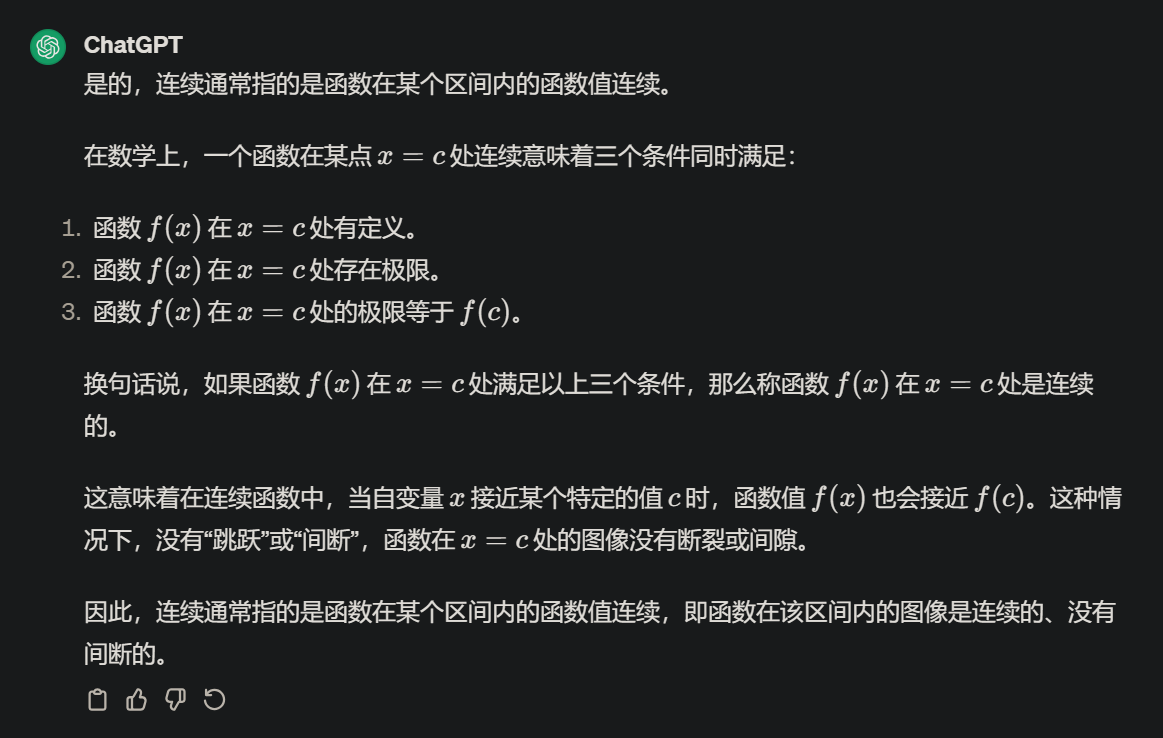 ChatGPT
是的，连续通常指的是函数在某个区间内的函数值连续。
在数学上，一个函数在某点 x = c 处连续意味着三个条件同时满足：
1. 函数 f(x) 在 x = c 处有定义。
2. 函数 f(x) 在 x = c 处存在极限。
3. 函数 f(x) 在 x = c 处的极限等于 f(c)。
换句话说，如果函数 f(x) 在 x = c 处满足以上三个条件，那么称函数 f(x) 在 x = c 处是连续
的。
这意味着在连续函数中，当自变量 x 接近某个特定的值 c 时，函数值 f(x) 也会接近 f(c)。这种情
况下，没有“跳跃”或“间断”，函数在 x = c 处的图像没有断裂或间隙。
因此，连续通常指的是函数在某个区间内的函数值连续，即函数在该区间内的图像是连续的、没有
间断的。